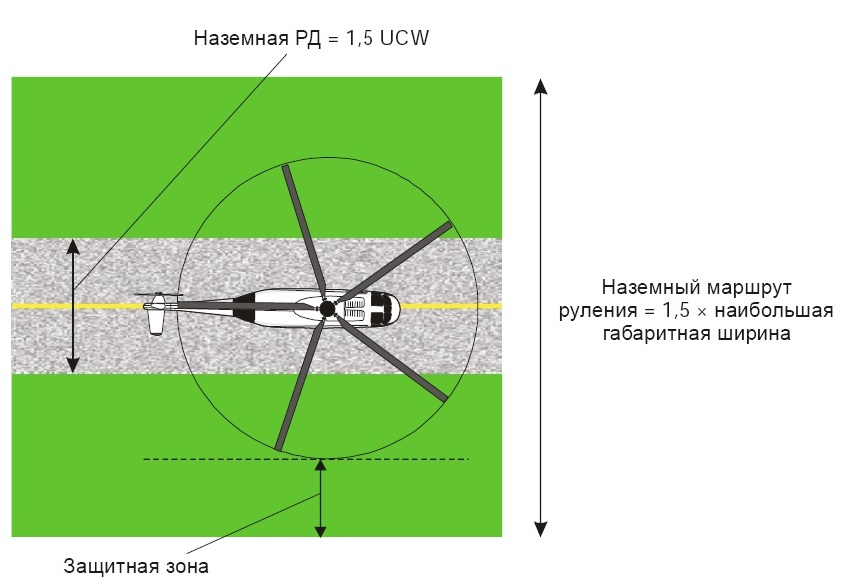 Наземная РД = 1,5 UCW
Наземный маршрут
руления = 1,5 × наибольшая
габаритная ширина
Защитная зона